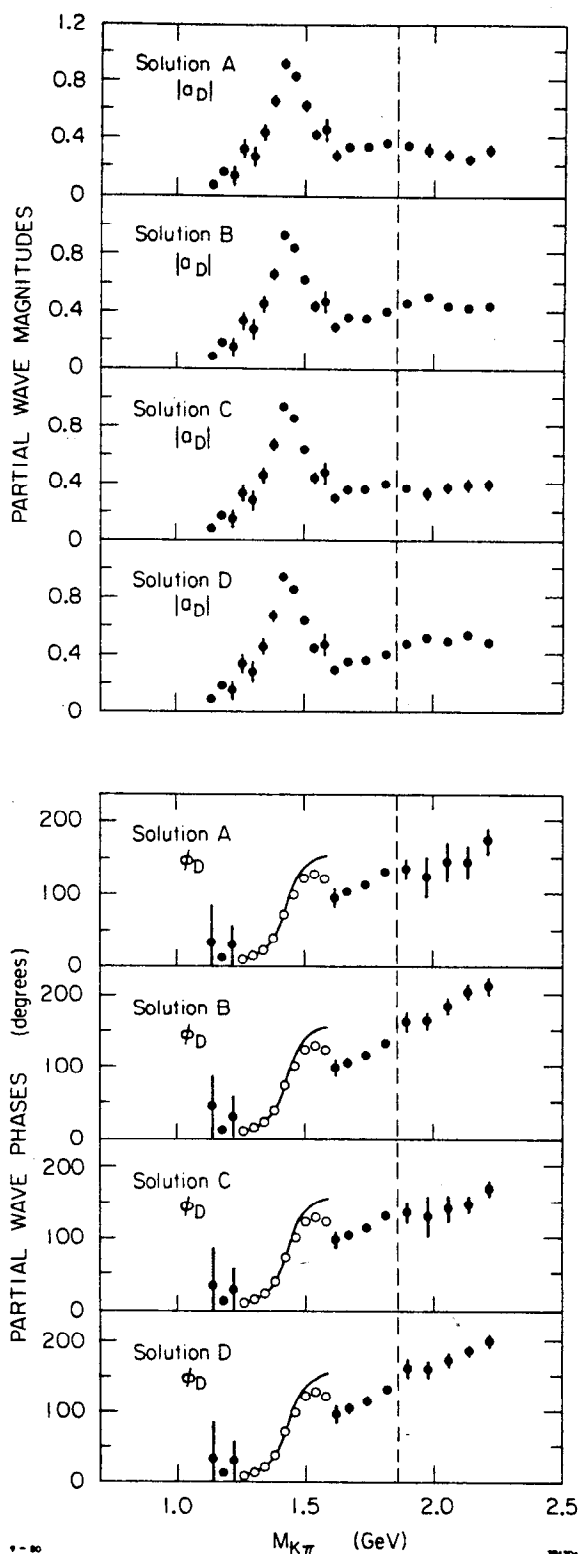 1.2
Solution A
|a_D|
0.8
0.4
0
Solution B
|a_D|
0.8
0.4
0
Solution C
|a_D|
0.8
0.4
0
Solution D
|a_D|
0.8
0.4
0
PARTIAL WAVE MAGNITUDES
200
Solution A
ϕ_D
100
0
200
Solution B
ϕ_D
100
0
200
Solution C
ϕ_D
100
0
200
Solution D
ϕ_D
100
0
PARTIAL WAVE PHASES (degrees)
1.0 1.5 2.0 2.5
M_Kπ (GeV)
9-80